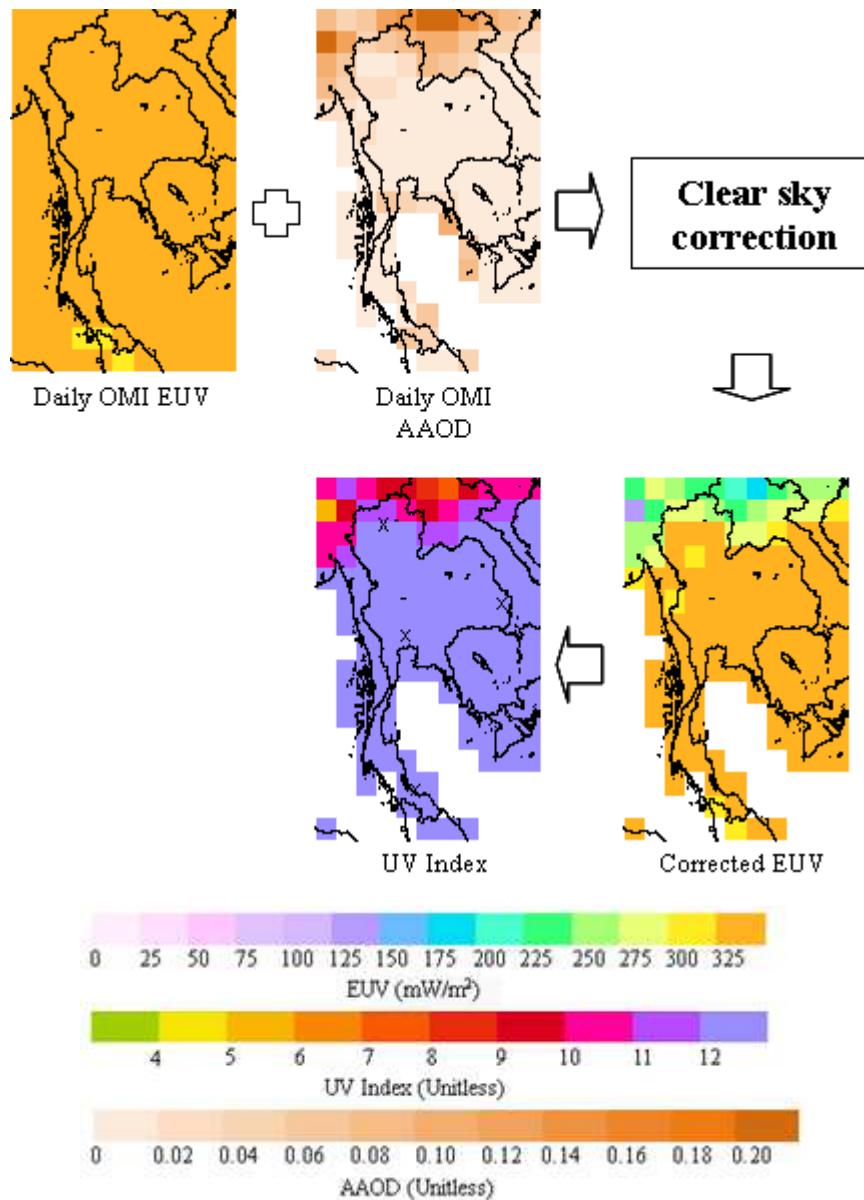 Clear sky
correction
Daily OMI EUV
Daily OMI
AAOD
X
X
X
X
UV Index
Corrected EUV
0 25 50 75 100 125 150 175 200 225 250 275 300 325
EUV (mW/m²)
4 5 6 7 8 9 10 11 12
UV Index (Unitless)
0 0.02 0.04 0.06 0.08 0.10 0.12 0.14 0.16 0.18 0.20
AAOD (Unitless)